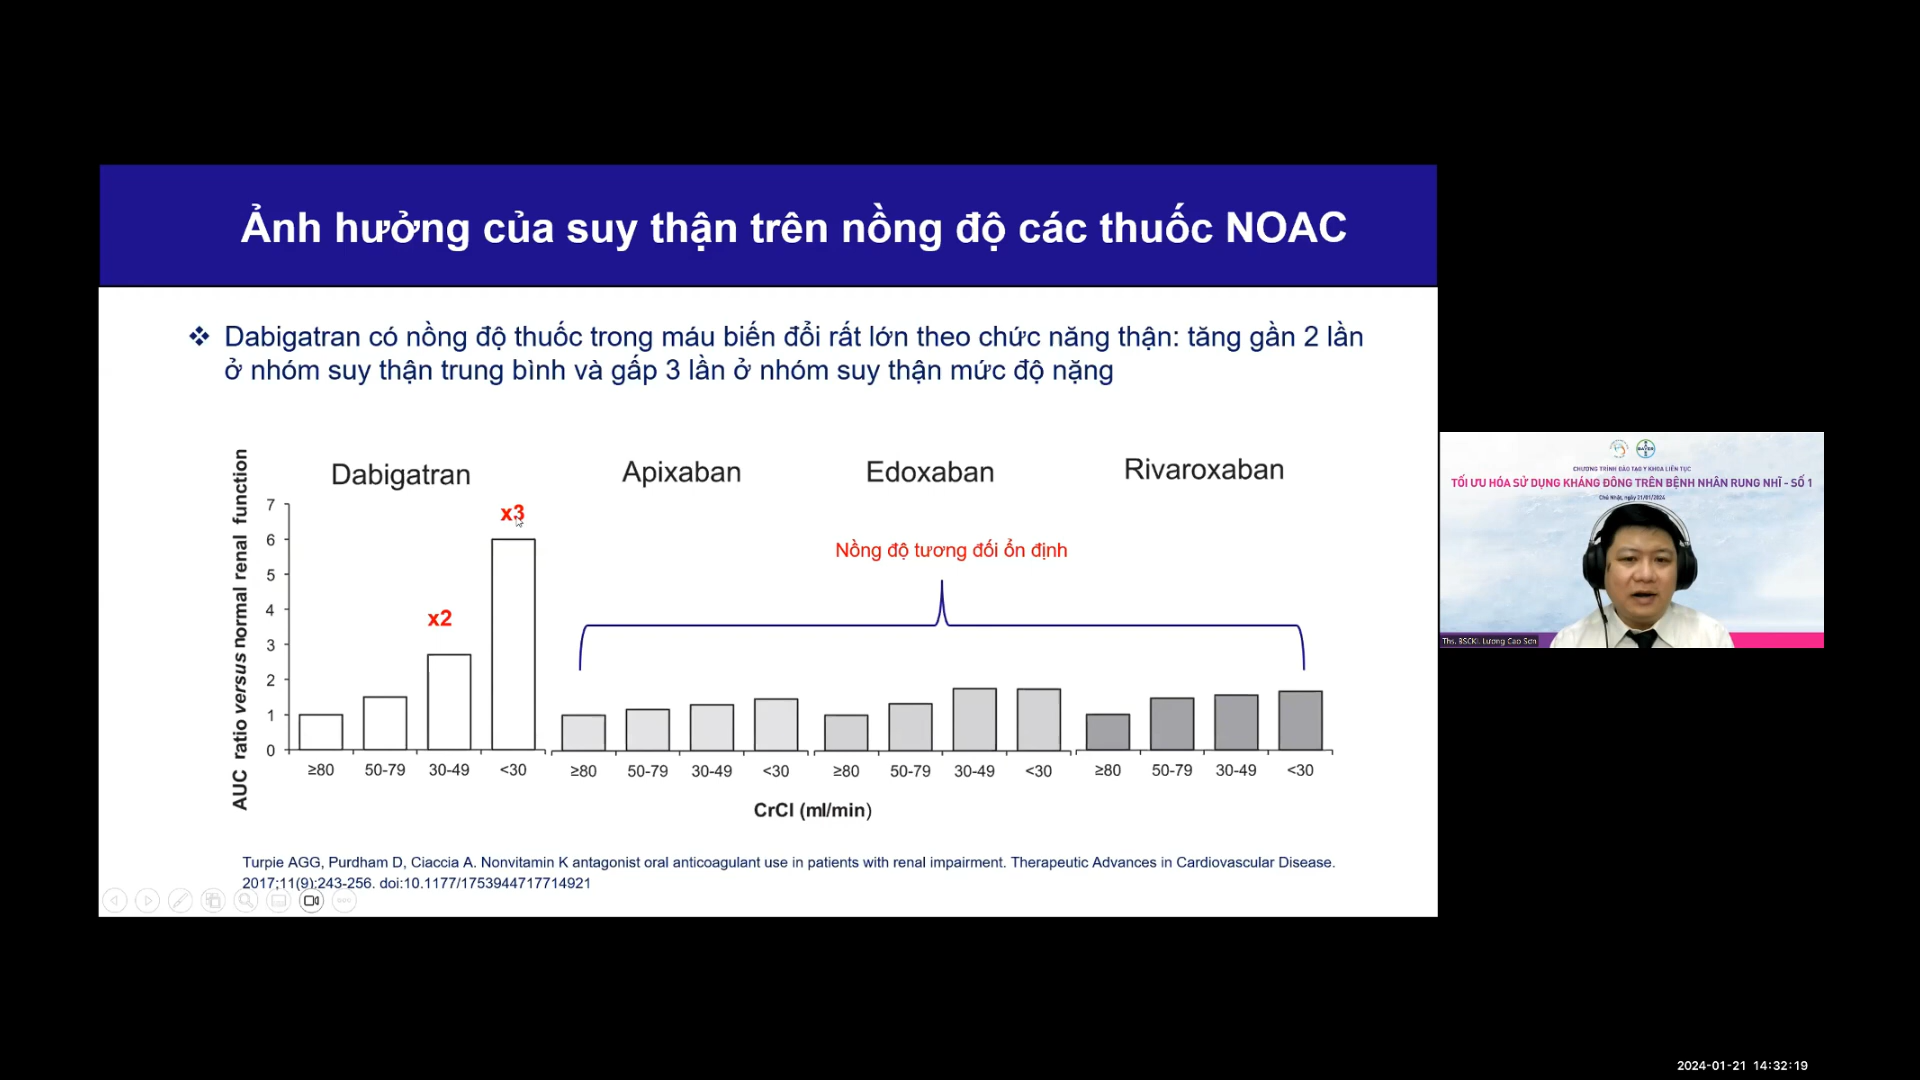 Ảnh hưởng của suy thận trên nồng độ các thuốc NOAC
❖ Dabigatran có nồng độ thuốc trong máu biến đổi rất lớn theo chức năng thận: tăng gần 2 lần
ở nhóm suy thận trung bình và gấp 3 lần ở nhóm suy thận mức độ nặng
AUC ratio versus normal renal function
Dabigatran
Apixaban
Edoxaban
Rivaroxaban
7
6
5
4
3
2
1
0
x2
x3
Nồng độ tương đối ổn định
≥80 50-79 30-49 <30
≥80 50-79 30-49 <30
≥80 50-79 30-49 <30
≥80 50-79 30-49 <30
CrCl (ml/min)
Turpie AGG, Purdham D, Ciaccia A. Nonvitamin K antagonist oral anticoagulant use in patients with renal impairment. Therapeutic Advances in Cardiovascular Disease.
2017;11(9):243-256. doi:10.1177/1753944717714921
CHƯƠNG TRÌNH ĐÀO TẠO Y KHOA LIÊN TỤC
TỐI ƯU HÓA SỬ DỤNG KHÁNG ĐÔNG TRÊN BỆNH NHÂN RUNG NHĨ - SỐ 1
Chủ Nhật, ngày 21/01/2024
Ths. BSCKI. Lương Cao Sơn
2024-01-21 14:32:19